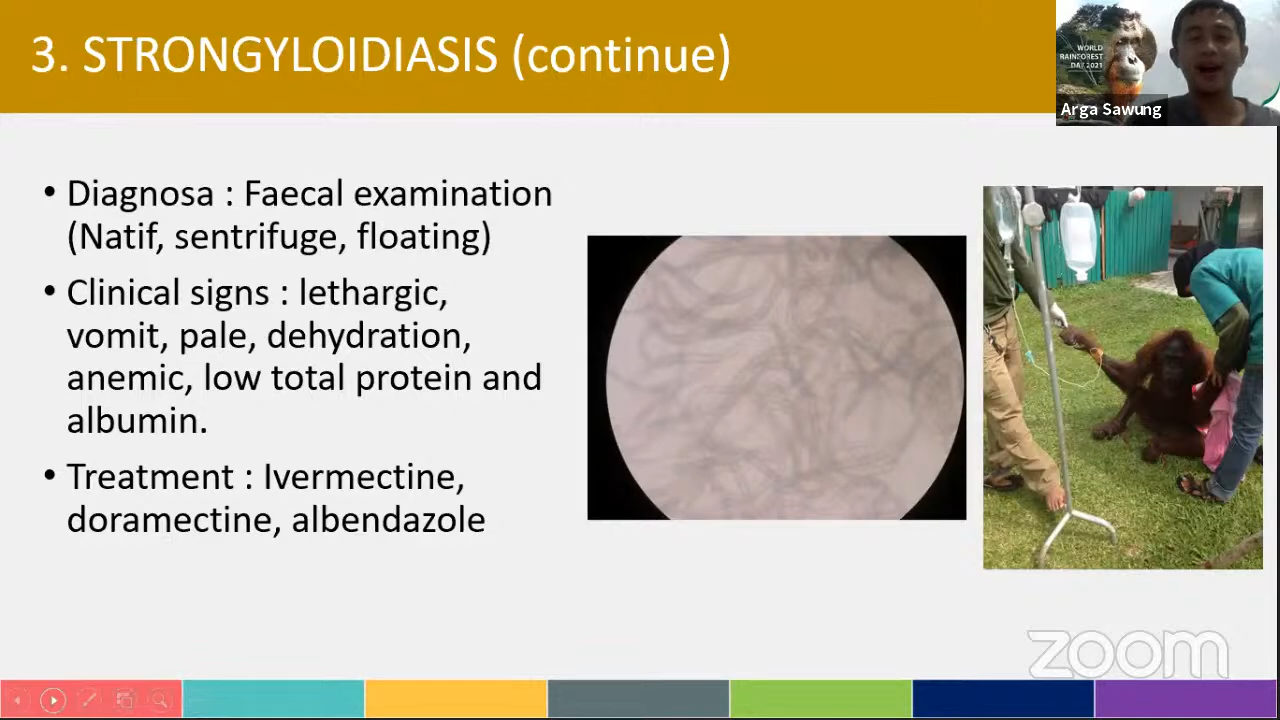 3. STRONGYLOIDIASIS (continue)
WORLD
RAINFOREST
DAY 2021
Arga Sawung
• Diagnosa : Faecal examination
(Natif, sentrifuge, floating)
• Clinical signs : lethargic,
vomit, pale, dehydration,
anemic, low total protein and
albumin.
• Treatment : Ivermectine,
doramectine, albendazole
zoom